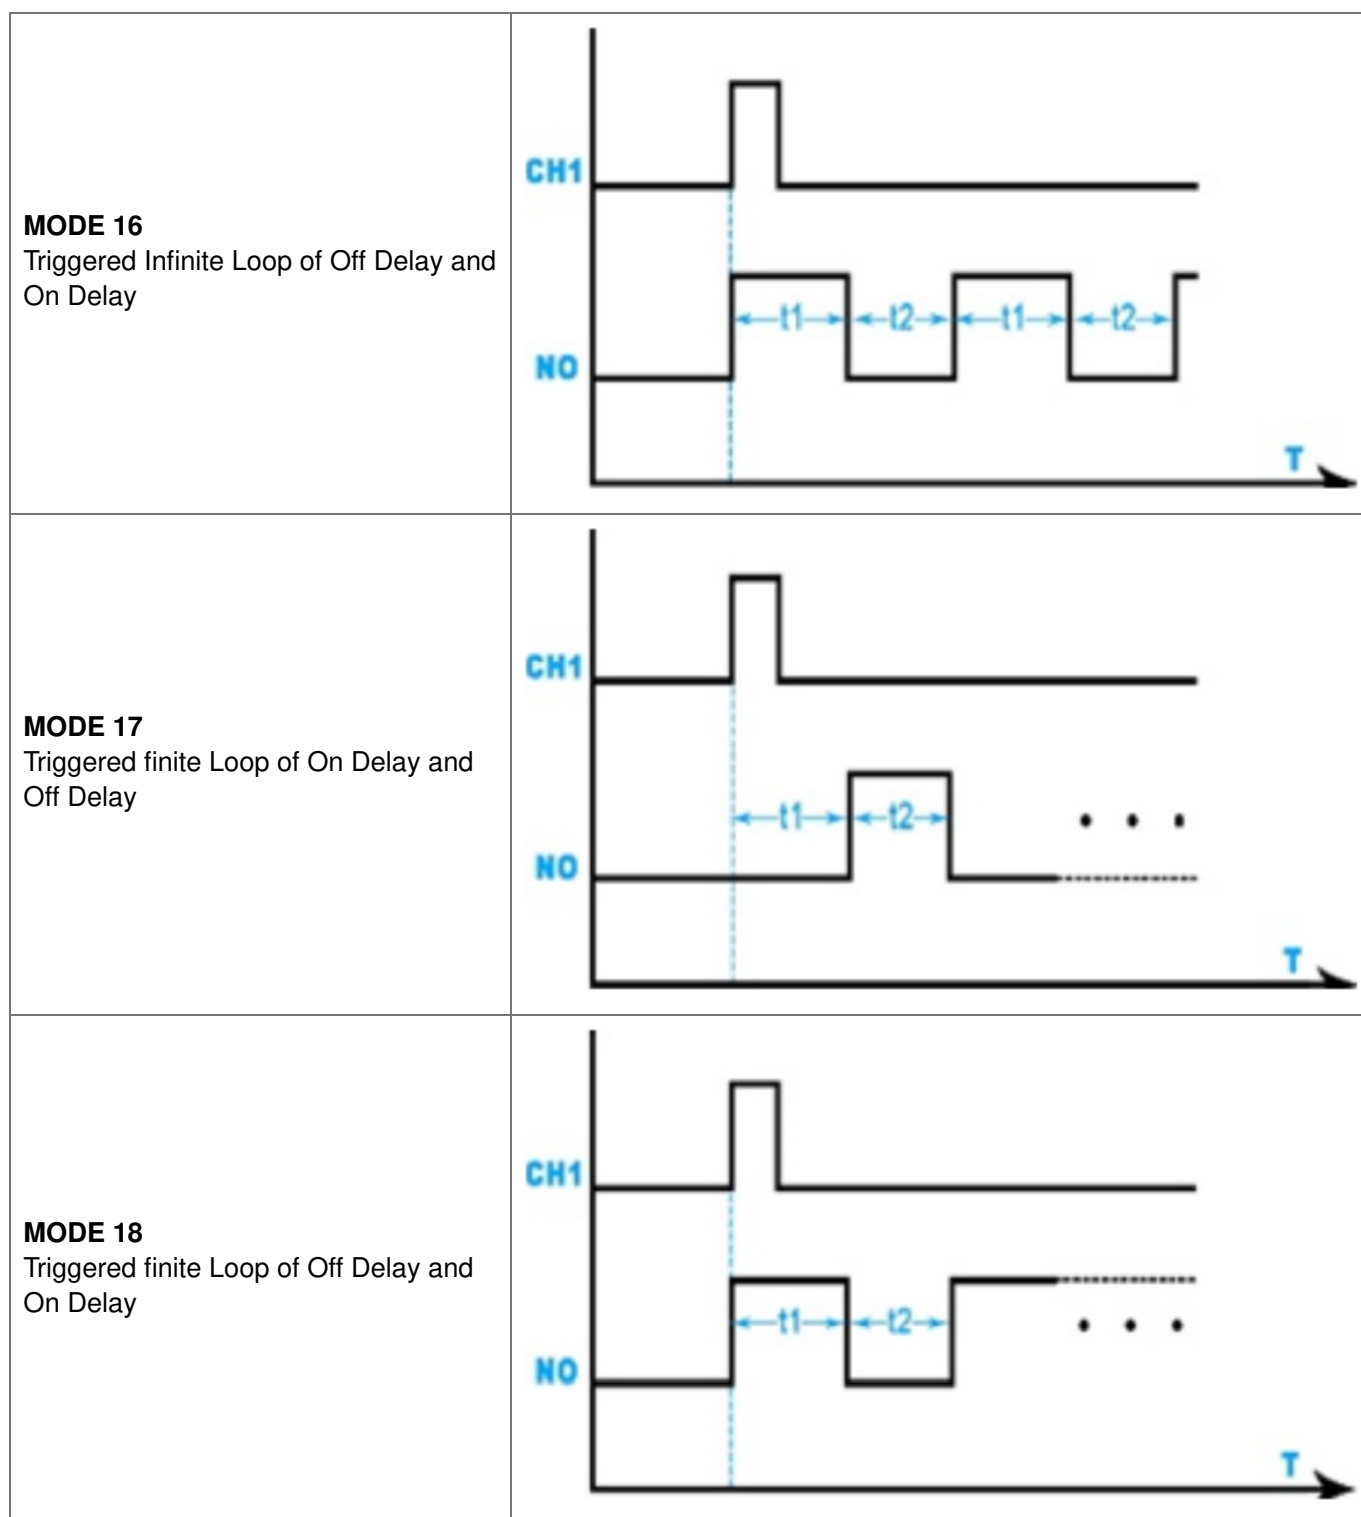 MODE 16
Triggered Infinite Loop of Off Delay and
On Delay
CH1
t1 t2 t1 t2
NO
T
MODE 17
Triggered finite Loop of On Delay and
Off Delay
CH1
t1 t2
NO
T
MODE 18
Triggered finite Loop of Off Delay and
On Delay
CH1
t1 t2
NO
T